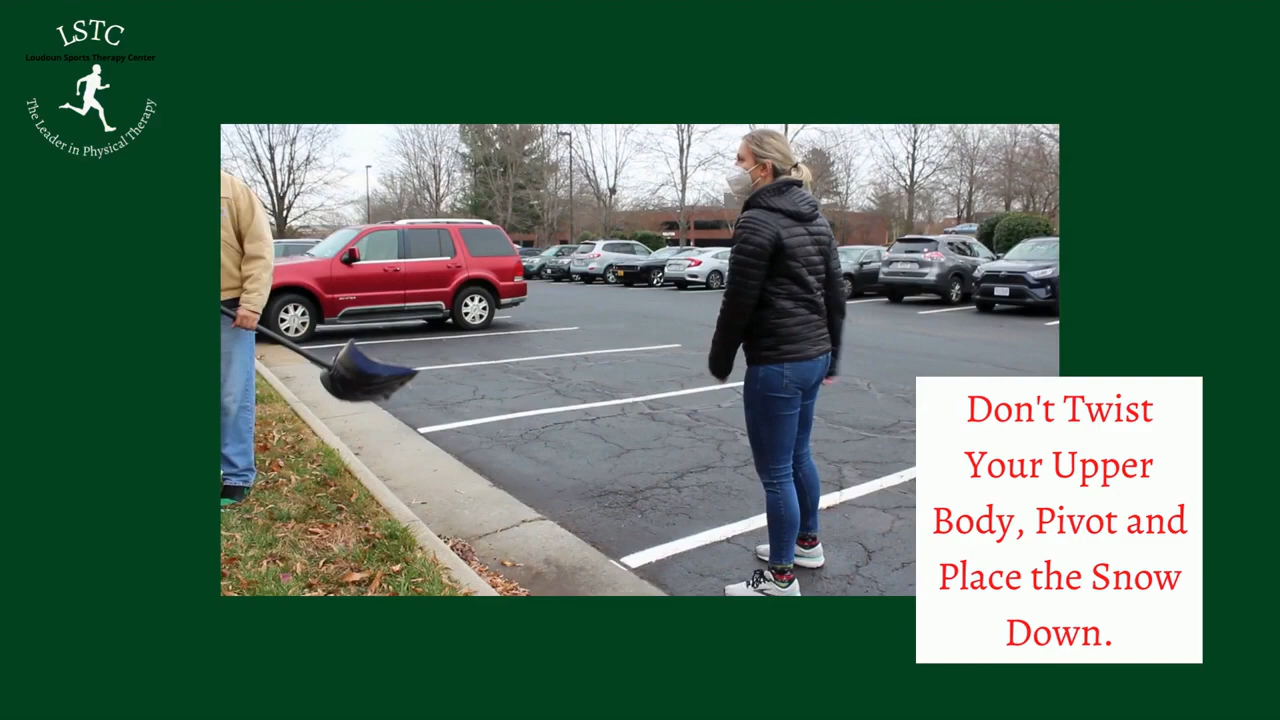 LSTC
Loudoun Sports Therapy Center
The Leader in Physical Therapy
Don't Twist
Your Upper
Body, Pivot and
Place the Snow
Down.